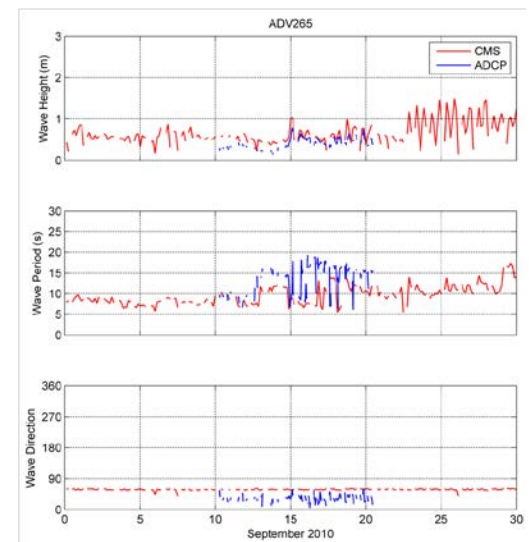 ADV265
3
2
1
0
Wave Height (m)
CMS
ADCP
30
25
20
15
10
5
0
Wave Period (s)
360
270
180
90
0
Wave Direction
0 5 10 15 20 25 30
September 2010